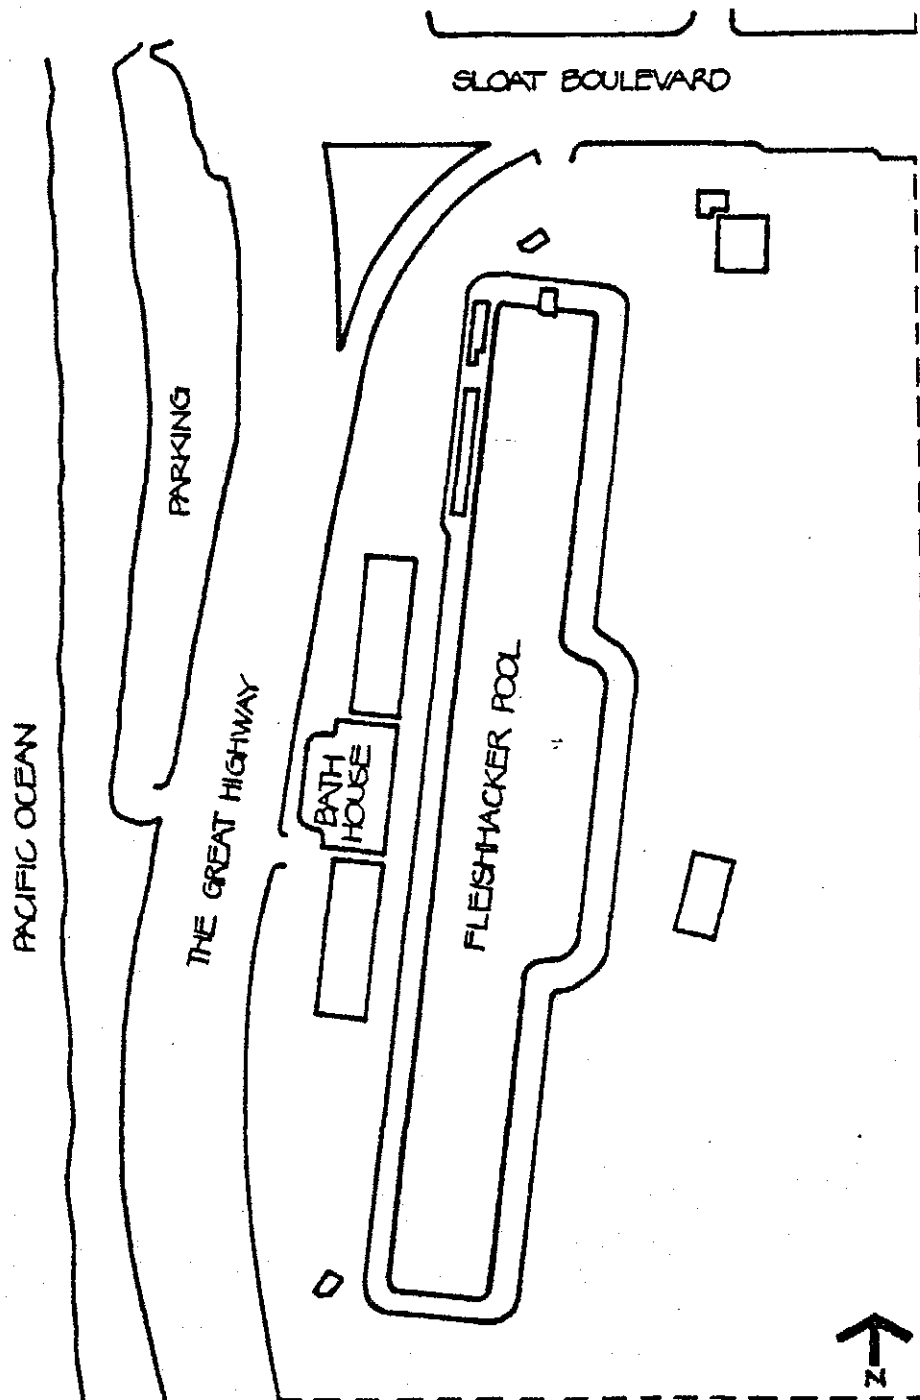 SLOAT BOULEVARD
PARKING
PACIFIC OCEAN
THE GREAT HIGHWAY
BATH
HOUSE
FLEISHHACKER POOL
N